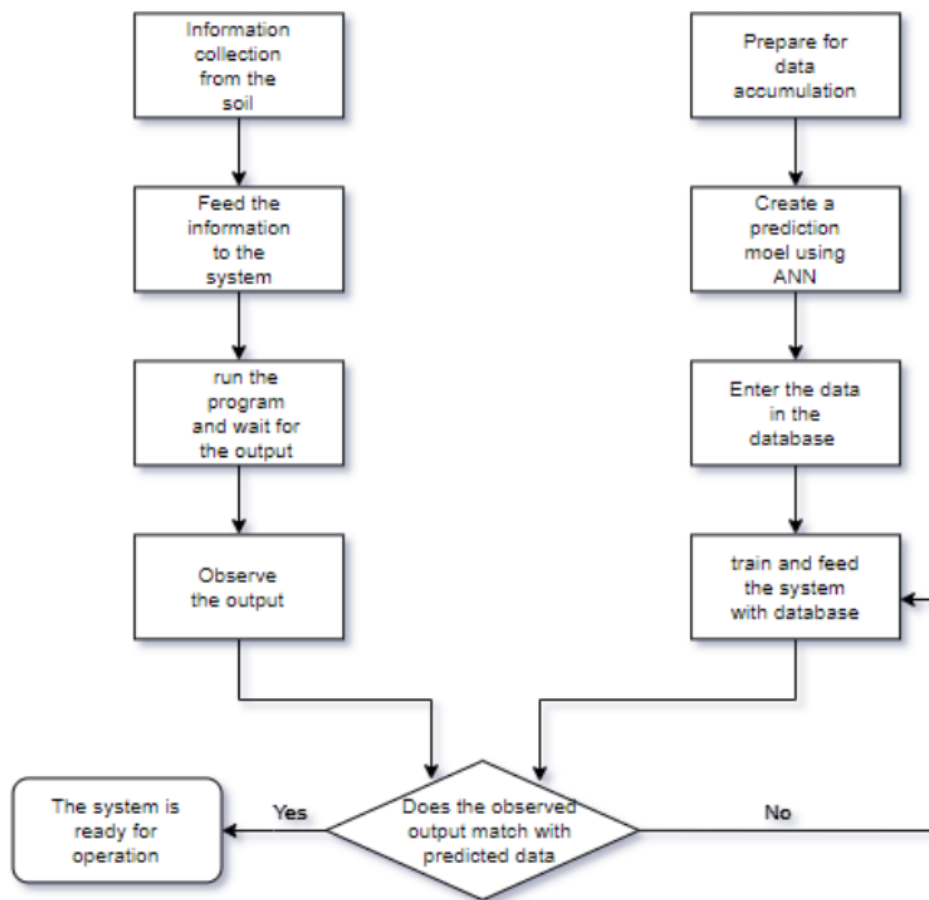 Information
collection
from the
soil
Feed the
information
to the
system
run the
program
and wait for
the output
Observe
the output
Prepare for
data
accumulation
Create a
prediction
moel using
ANN
Enter the data
in the
database
train and feed
the system
with database
Does the observed
output match with
predicted data
Yes
No
The system is
ready for
operation